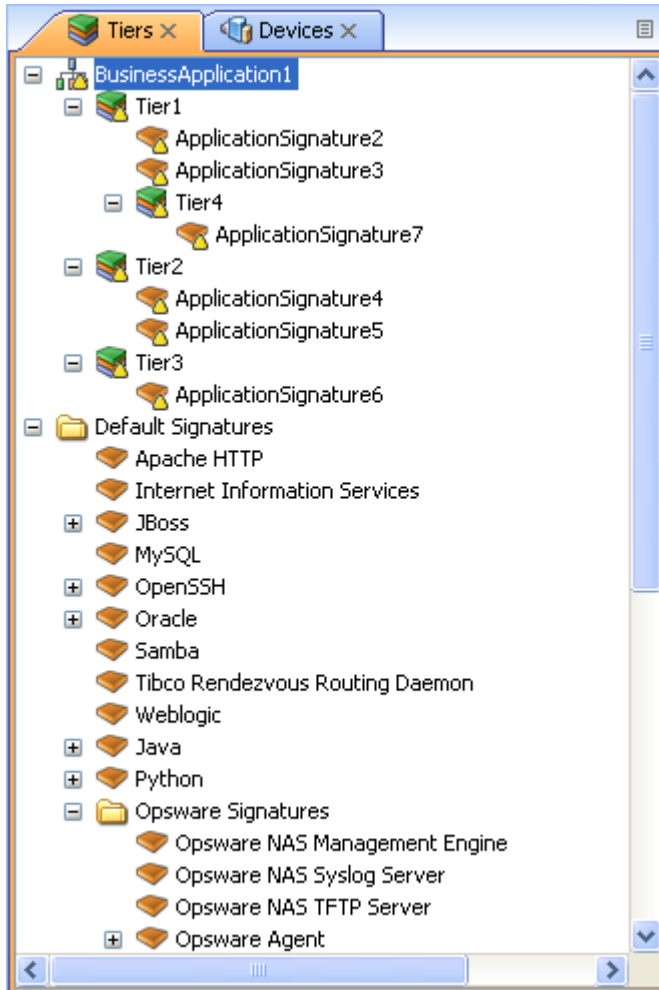 Tiers Devices
BusinessApplication1
Tier1
ApplicationSignature2
ApplicationSignature3
Tier4
ApplicationSignature7
Tier2
ApplicationSignature4
ApplicationSignature5
Tier3
ApplicationSignature6
Default Signatures
Apache HTTP
Internet Information Services
JBoss
MySQL
OpenSSH
Oracle
Samba
Tibco Rendezvous Routing Daemon
Weblogic
Java
Python
Opsware Signatures
Opsware NAS Management Engine
Opsware NAS Syslog Server
Opsware NAS TFTP Server
Opsware Agent